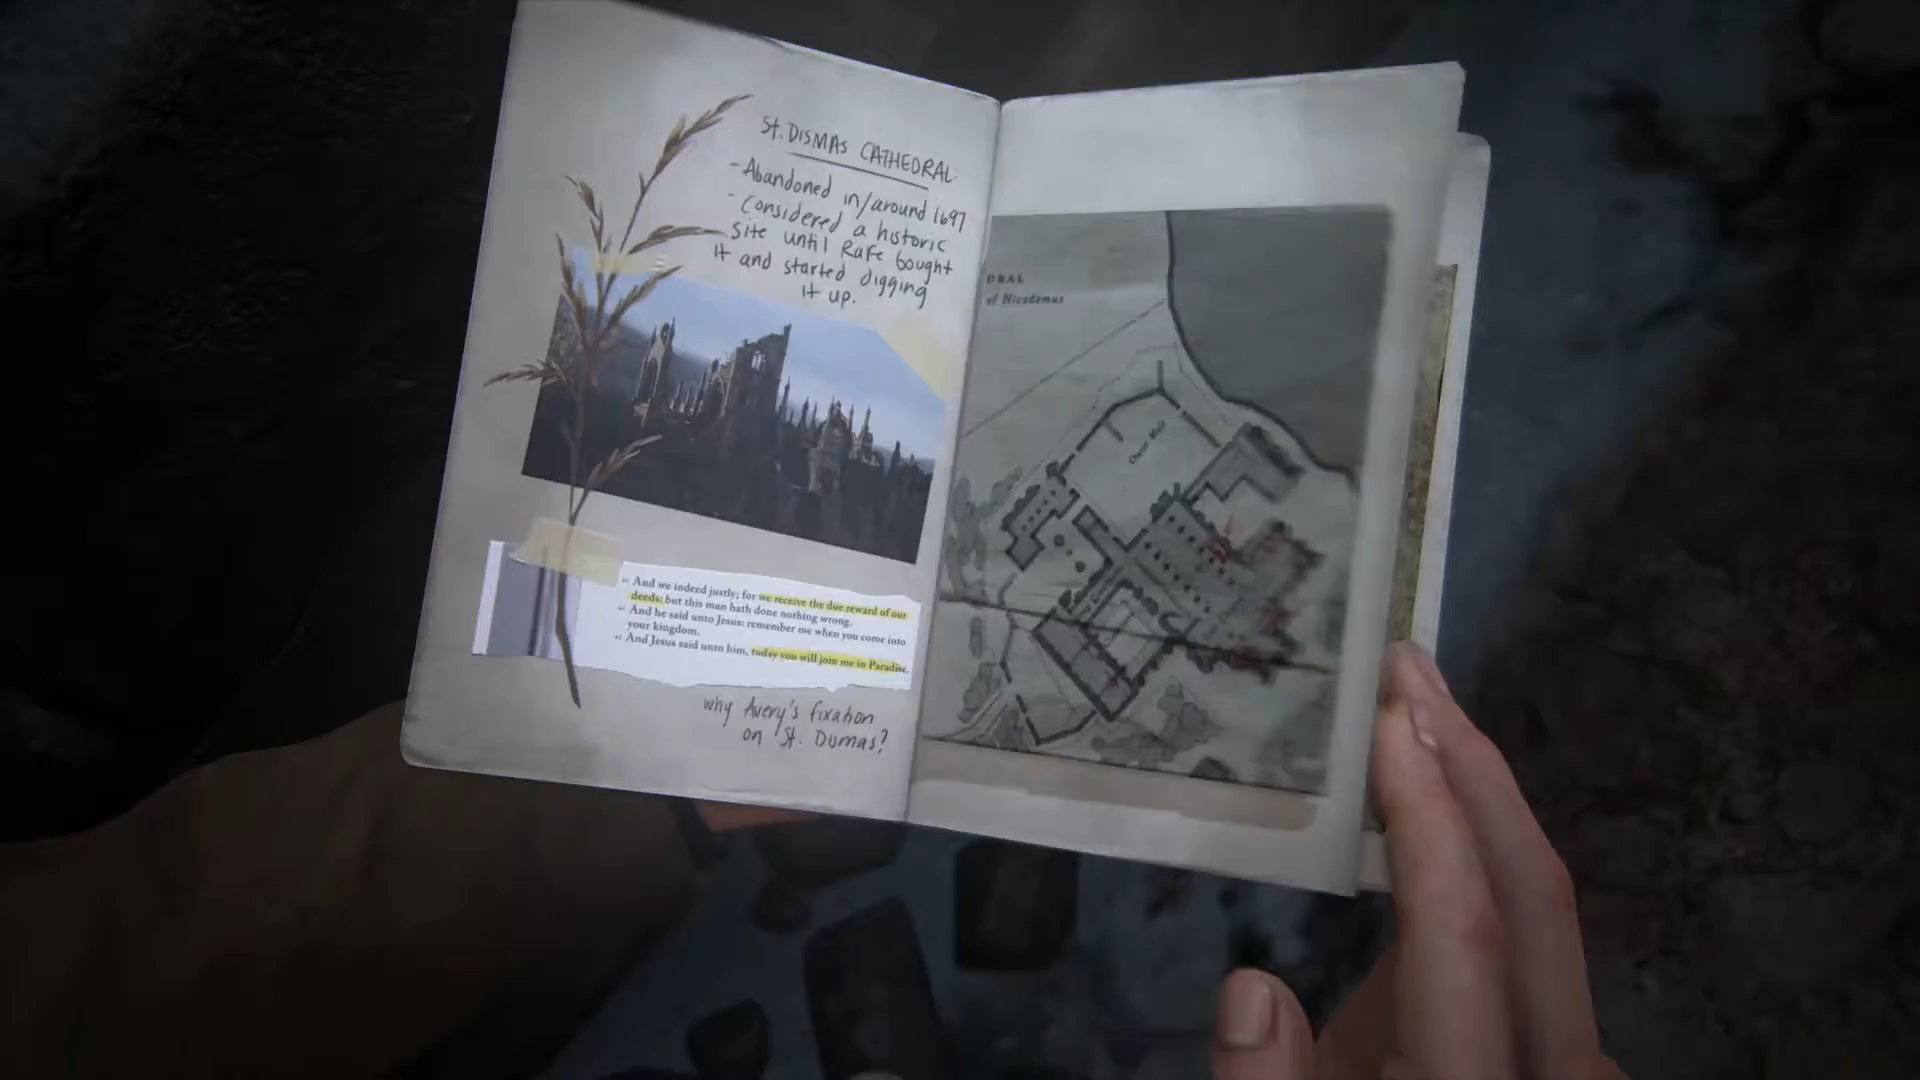 St. DISMAS CATHEDRAL:
- Abandoned in/around 1697
- Considered a historic
site until Rafe bought
it and started digging
it up.
And we indeed justly; for we receive the due reward of our
deeds: but this man hath done nothing wrong.
And he said unto Jesus: remember me when you come into
your kingdom.
And Jesus said unto him, today you will join me in Paradise.
why Avery's fixation
on St. Dismas?
DRAL
of Nicodemus